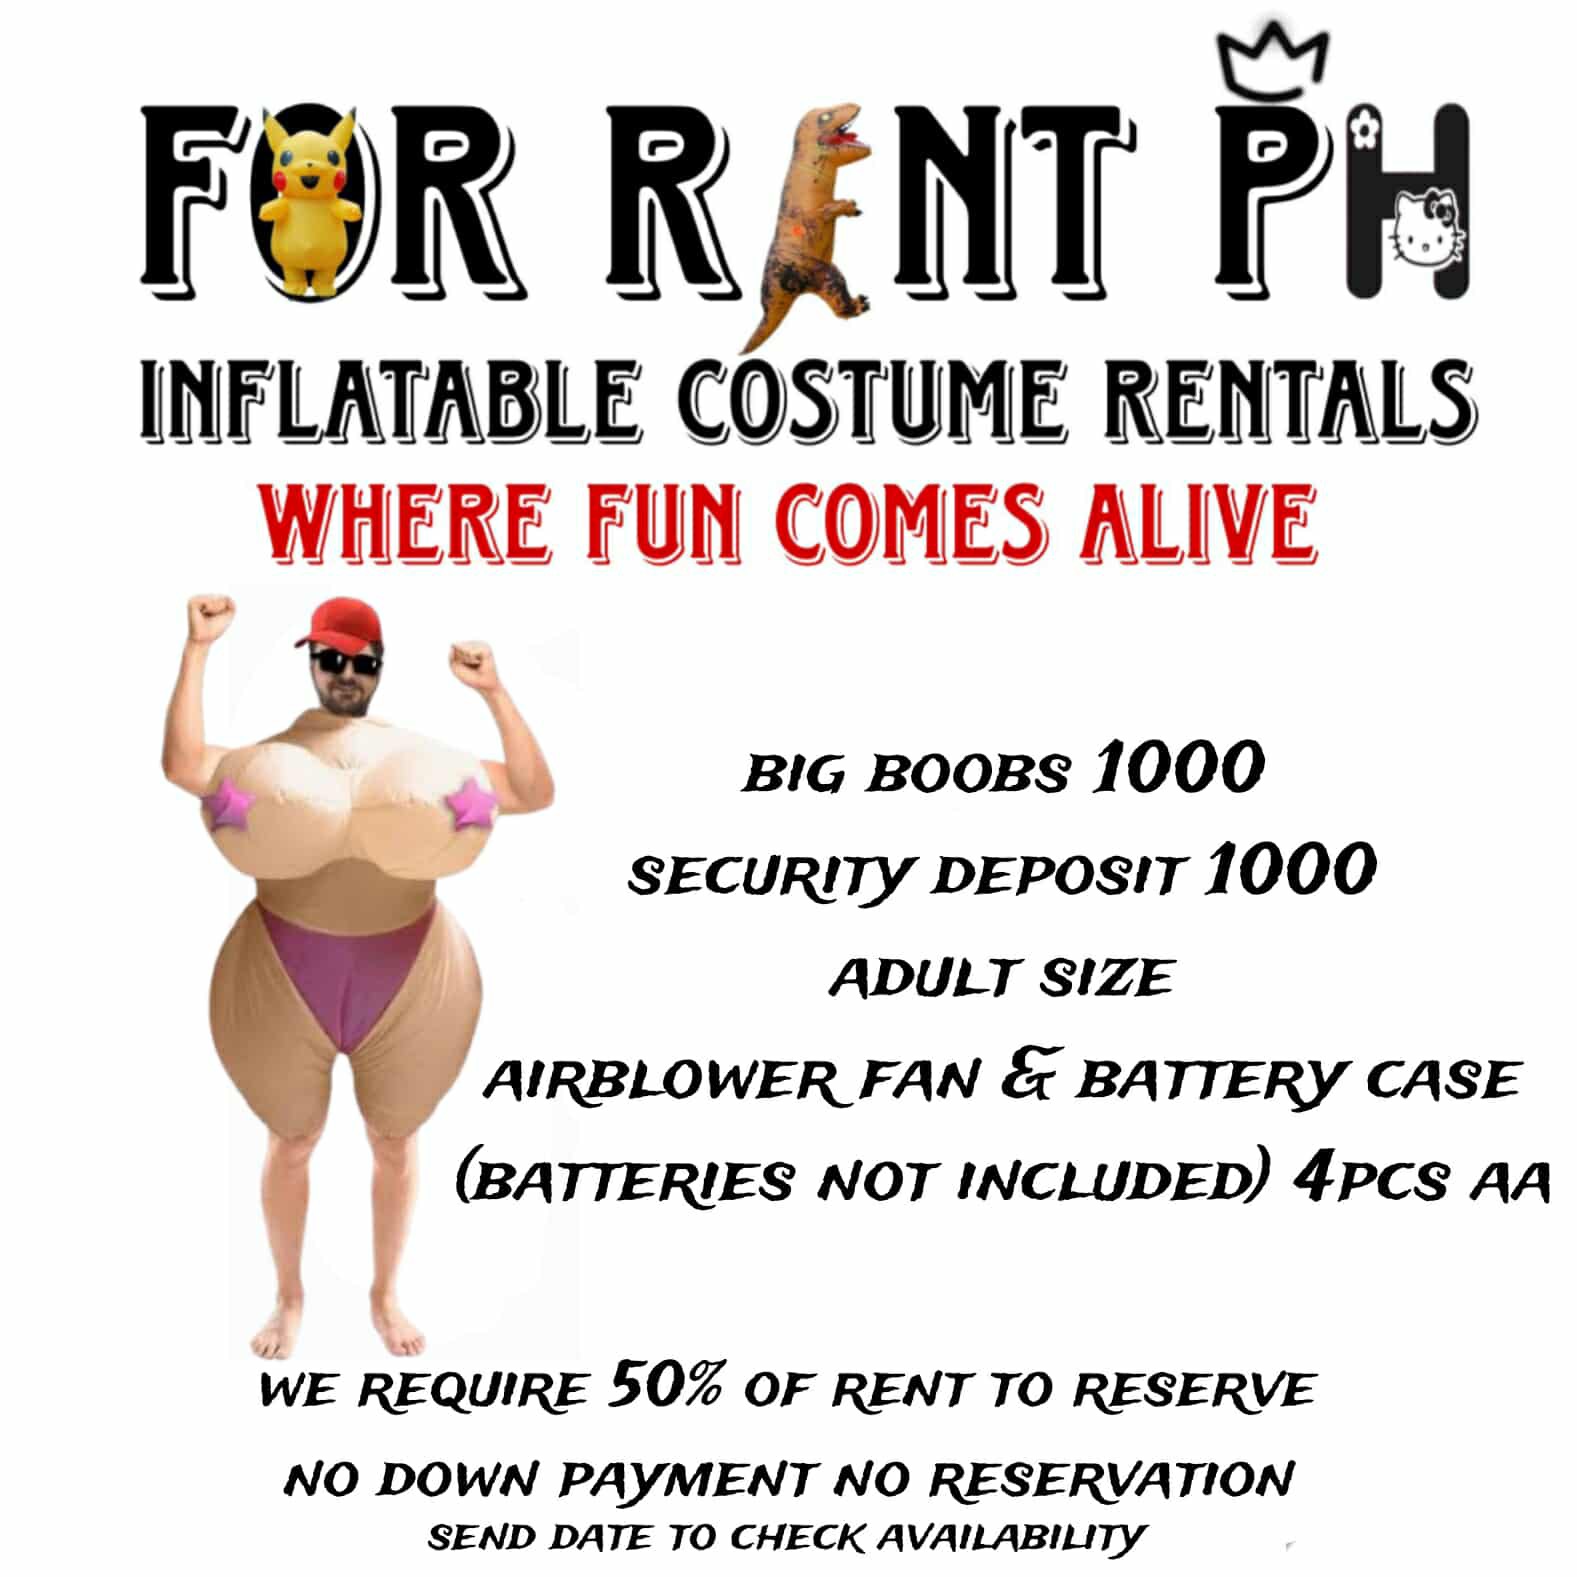 FOR RENT PH
INFLATABLE COSTUME RENTALS
WHERE FUN COMES ALIVE
BIG BOOBS 1000
SECURITY DEPOSIT 1000
ADULT SIZE
AIRBLOWER FAN & BATTERY CASE
(BATTERIES NOT INCLUDED) 4PCS AA
WE REQUIRE 50% OF RENT TO RESERVE
NO DOWN PAYMENT NO RESERVATION
SEND DATE TO CHECK AVAILABILITY